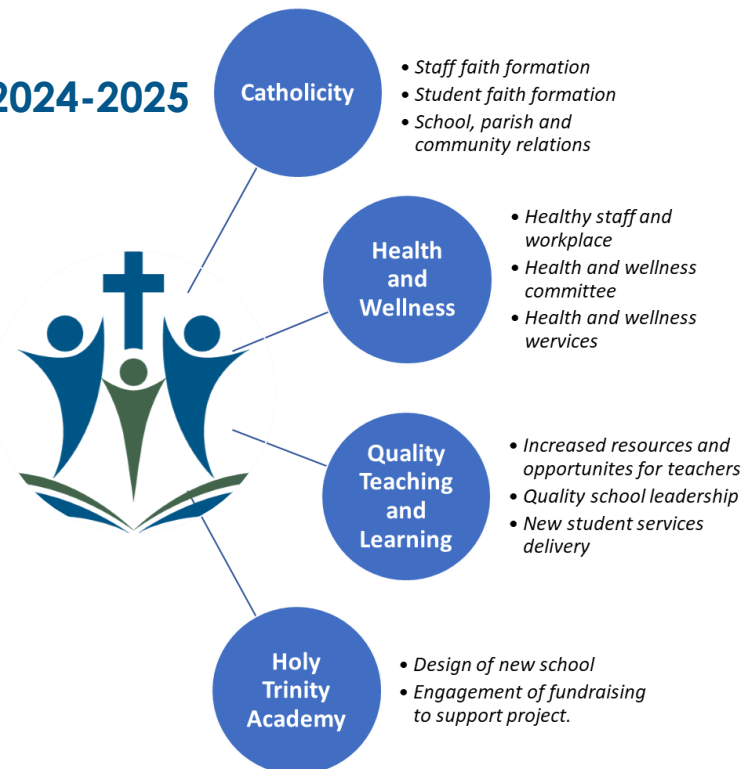 2024-2025
Catholicity
• Staff faith formation
• Student faith formation
• School, parish and
community relations
Health
and
Wellness
• Healthy staff and
workplace
• Health and wellness
committee
• Health and wellness
wervices
Quality
Teaching
and
Learning
• Increased resources and
opportunites for teachers
• Quality school leadership
• New student services
delivery
Holy
Trinity
Academy
• Design of new school
• Engagement of fundraising
to support project.